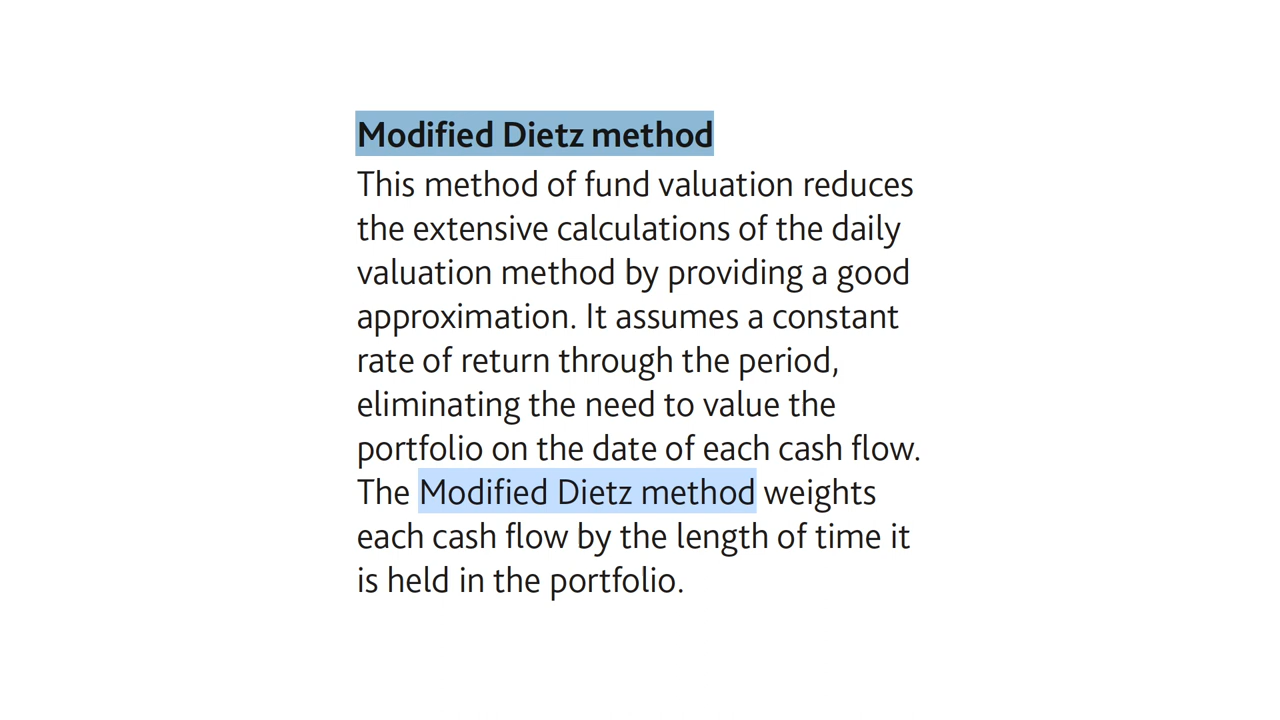 Modified Dietz method
This method of fund valuation reduces
the extensive calculations of the daily
valuation method by providing a good
approximation. It assumes a constant
rate of return through the period,
eliminating the need to value the
portfolio on the date of each cash flow.
The Modified Dietz method weights
each cash flow by the length of time it
is held in the portfolio.